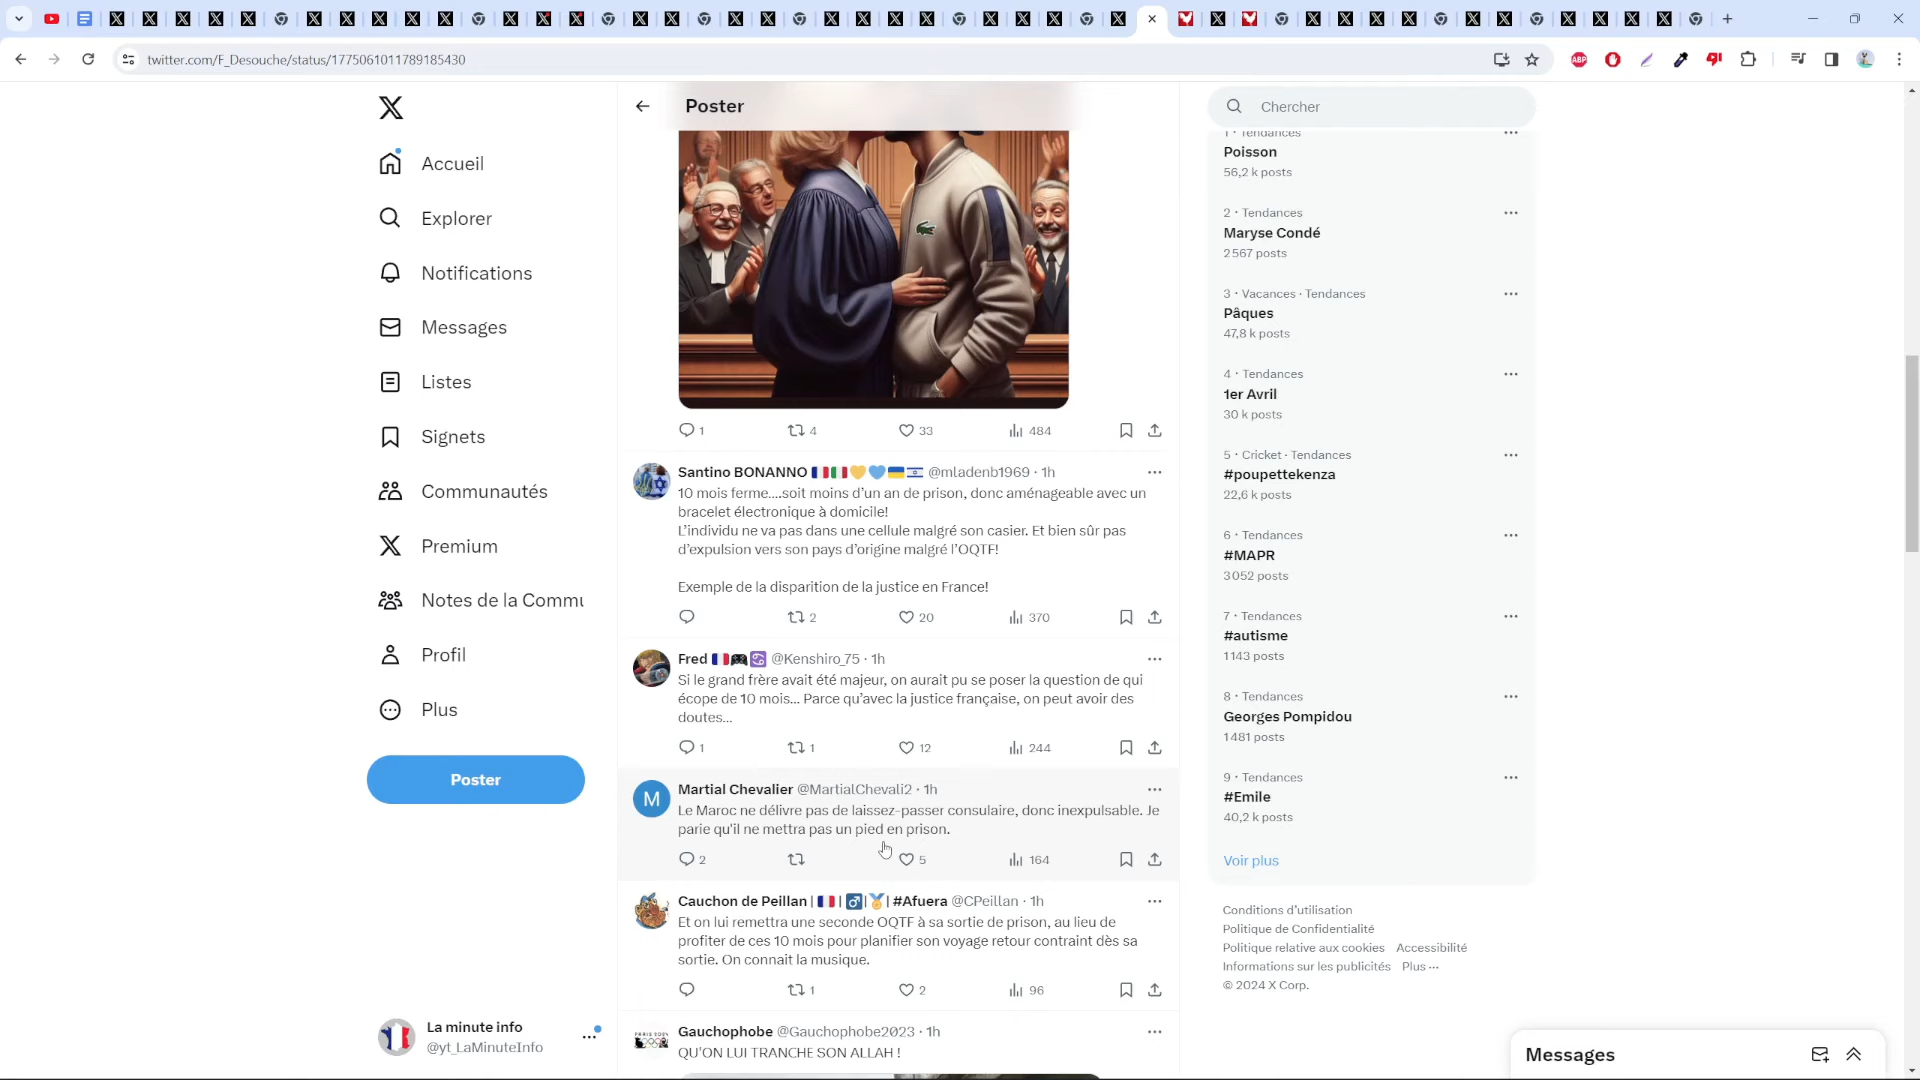 twitter.com/F_Desouche/status/1775061011789185430
Accueil
Explorer
Notifications
Messages
Listes
Signets
Communautés
Premium
Notes de la Commu
Profil
Plus
Poster
La minute info
@yt_LaMinuteInfo
Poster
1
4
33
484
Santino BONANNO @mladenb1969 · 1h
10 mois ferme....soit moins d'un an de prison, donc aménageable avec un
bracelet électronique à domicile!
L'individu ne va pas dans une cellule malgré son casier. Et bien sûr pas
d'expulsion vers son pays d'origine malgré l'OQTF!
Exemple de la disparition de la justice en France!
2
20
370
Fred @Kenshiro_75 · 1h
Si le grand frère avait été majeur, on aurait pu se poser la question de qui
écope de 10 mois... Parce qu'avec la justice française, on peut avoir des
doutes...
1
1
12
244
M
Martial Chevalier @MartialChevali2 · 1h
Le Maroc ne délivre pas de laissez-passer consulaire, donc inexpulsable. Je
parie qu'il ne mettra pas un pied en prison.
2
5
164
Cauchon de Peillan | | | #Afuera @CPeillan · 1h
Et on lui remettra une seconde OQTF à sa sortie de prison, au lieu de
profiter de ces 10 mois pour planifier son voyage retour contraint dès sa
sortie. On connait la musique.
1
2
96
Gauchophobe @Gauchophobe2023 · 1h
QU'ON LUI TRANCHE SON ALLAH !
Chercher
1 · Tendances
Poisson
56,2 k posts
2 · Tendances
Maryse Condé
2 567 posts
3 · Vacances · Tendances
Pâques
47,8 k posts
4 · Tendances
1er Avril
30 k posts
5 · Cricket · Tendances
#poupettekenza
22,6 k posts
6 · Tendances
#MAPR
3 052 posts
7 · Tendances
#autisme
1 143 posts
8 · Tendances
Georges Pompidou
1 481 posts
9 · Tendances
#Emile
40,2 k posts
Voir plus
Conditions d'utilisation
Politique de Confidentialité
Politique relative aux cookies Accessibilité
Informations sur les publicités Plus ···
© 2024 X Corp.
Messages